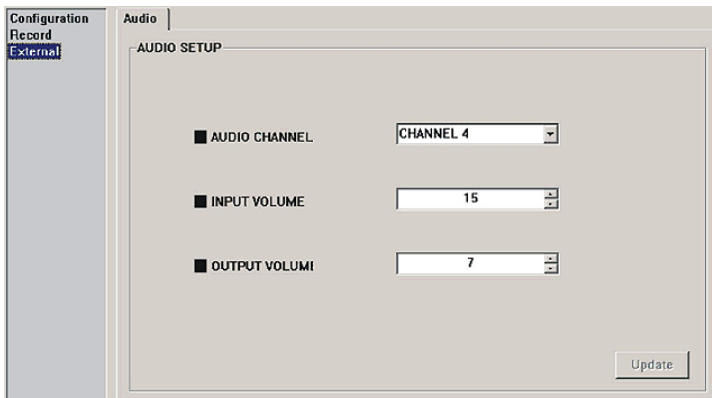 Configuration
Record
External
Audio
AUDIO SETUP
AUDIO CHANNEL
CHANNEL 4
INPUT VOLUME
15
OUTPUT VOLUMI
7
Update